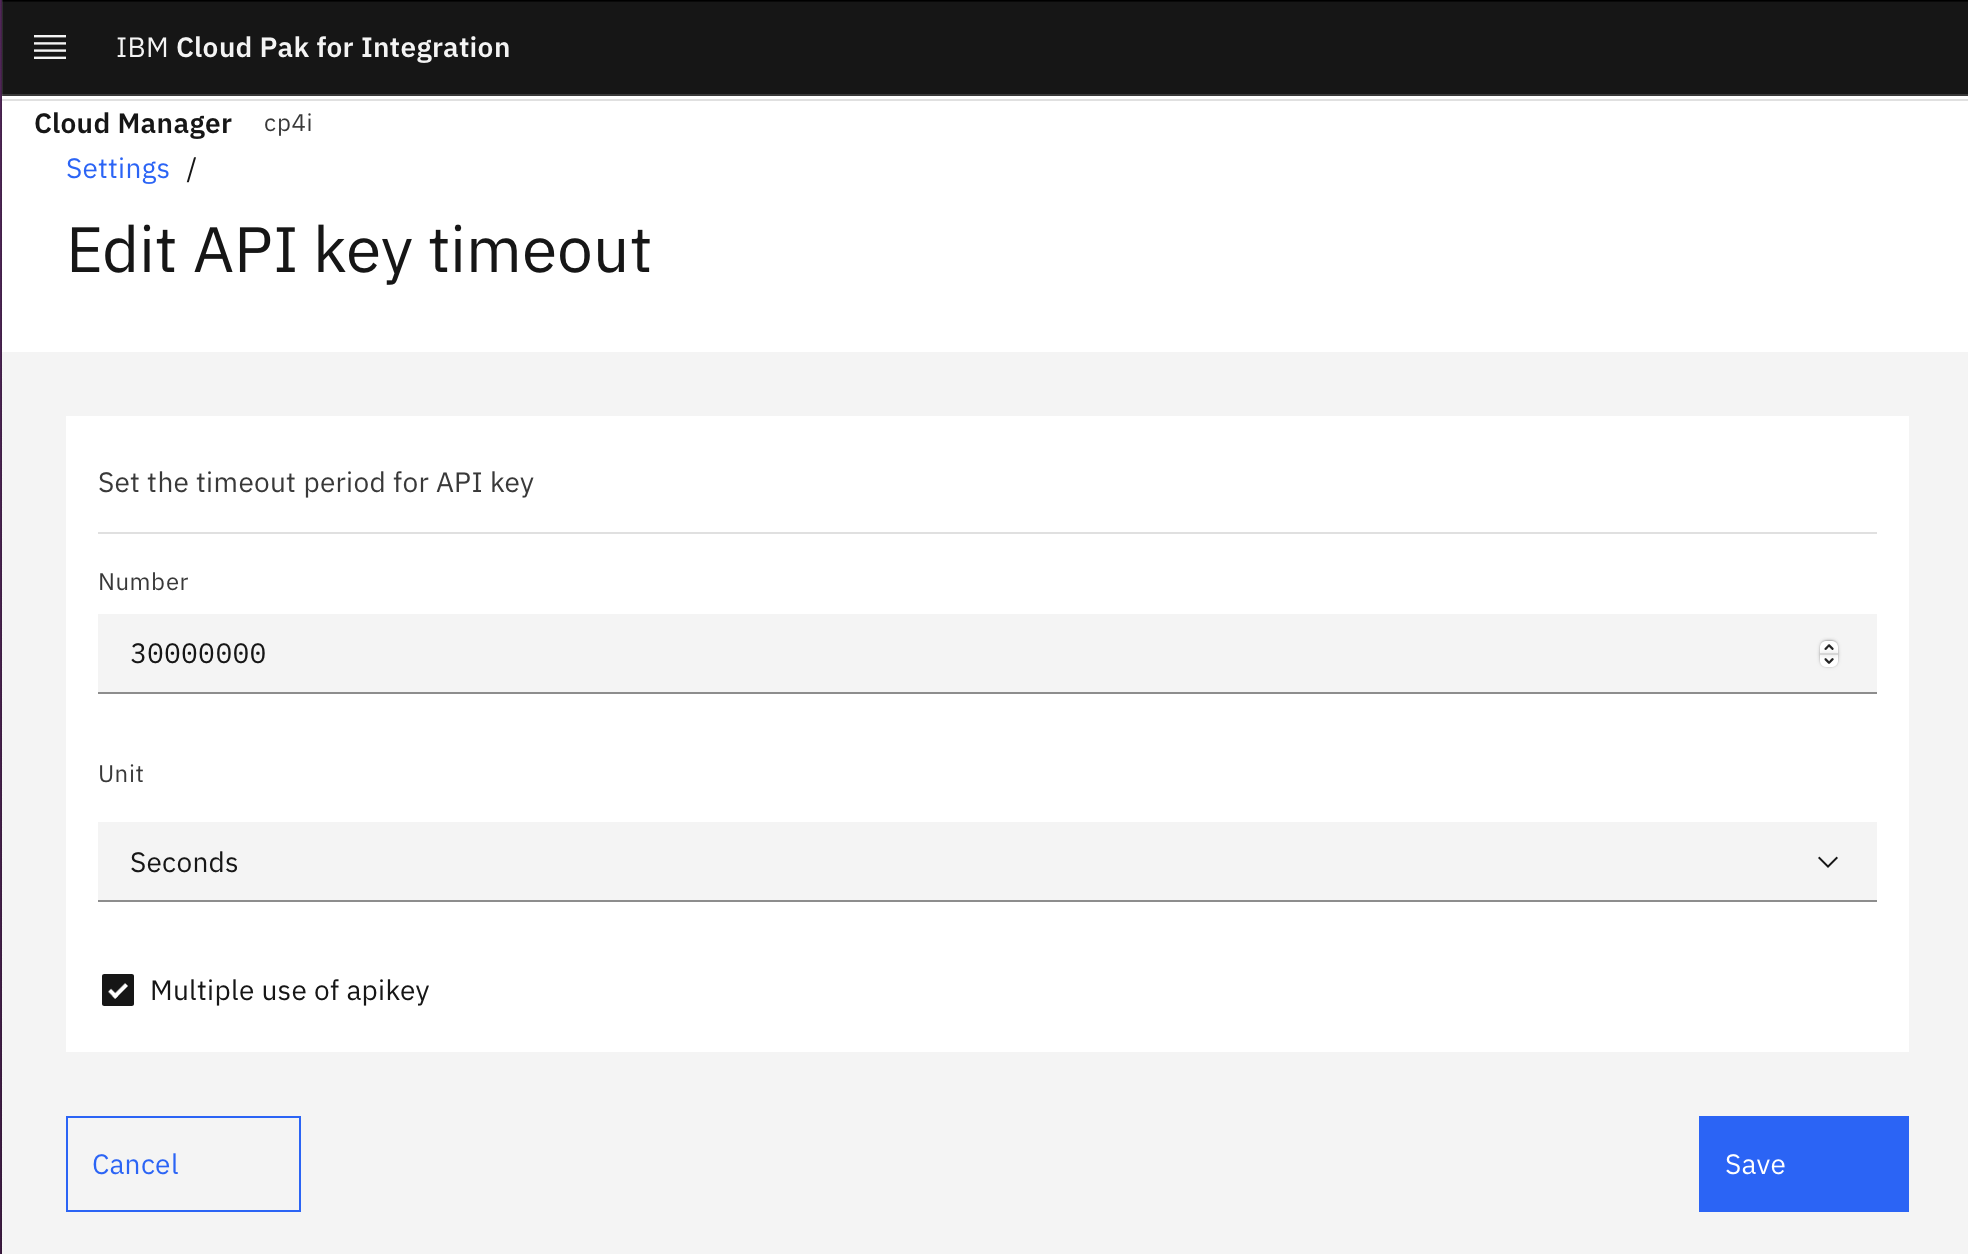 IBM Cloud Pak for Integration
Cloud Manager cp4i
Settings /
Edit API key timeout
Set the timeout period for API key
Number
30000000
Unit
Seconds
Multiple use of apikey
Cancel
Save